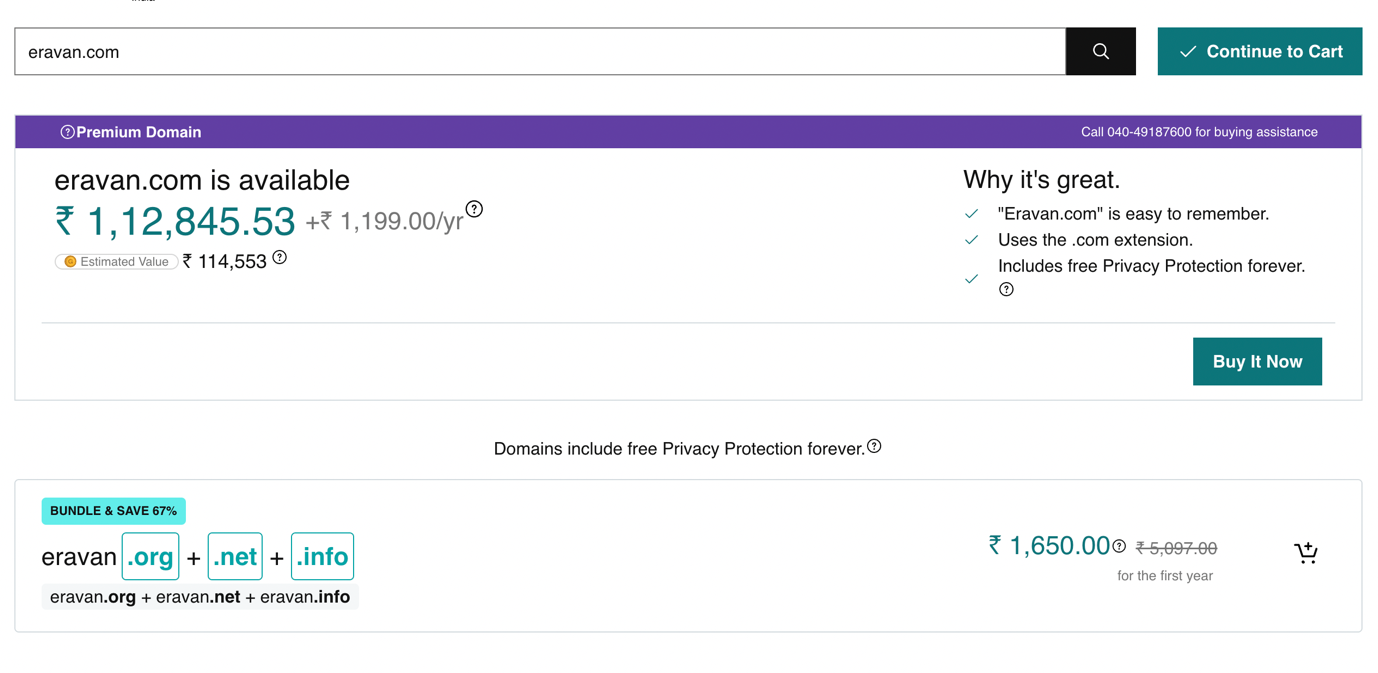 eravan.com
Continue to Cart
Premium Domain
Call 040-49187600 for buying assistance
eravan.com is available
₹ 1,12,845.53 +₹ 1,199.00/yr
Estimated Value ₹ 114,553
Why it's great.
"Eravan.com" is easy to remember.
Uses the .com extension.
Includes free Privacy Protection forever.
Buy It Now
Domains include free Privacy Protection forever.
BUNDLE & SAVE 67%
eravan .org + .net + .info
eravan.org + eravan.net + eravan.info
₹ 1,650.00 ₹ 5,097.00
for the first year